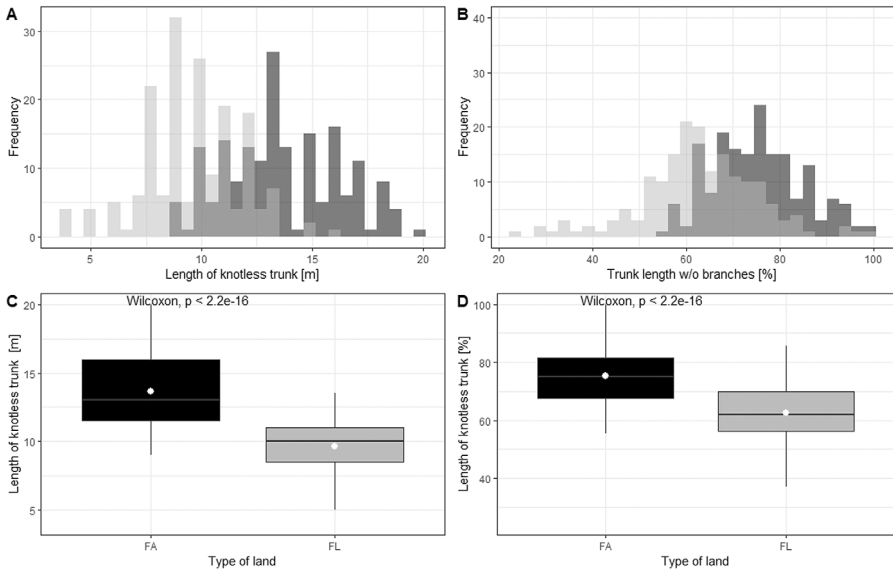 A
Frequency
30
20
10
0
5
10
15
20
Length of knotless trunk [m]
B
Frequency
40
30
20
10
0
20
40
60
80
100
Trunk length w/o branches [%]
C
Wilcoxon, p < 2.2e-16
Length of knotless trunk [m]
20
15
10
5
FA
FL
Type of land
D
Wilcoxon, p < 2.2e-16
Length of knotless trunk [%]
100
80
60
40
FA
FL
Type of land